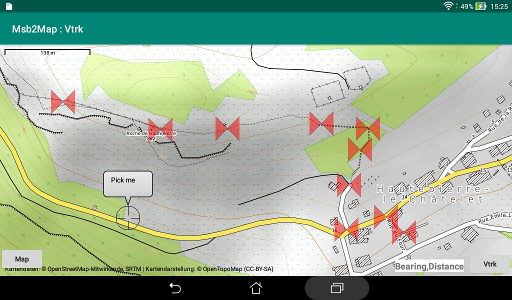 49% 15:25
Msb2Map : Vtrk
138 m
Pick me
Hautepierre-
le-Châtelet
Map
Bearing,Distance
Vtrk
Kartendaten: © OpenStreetMap-Mitwirkende, SRTM | Kartendarstellung: © OpenTopoMap (CC-BY-SA)